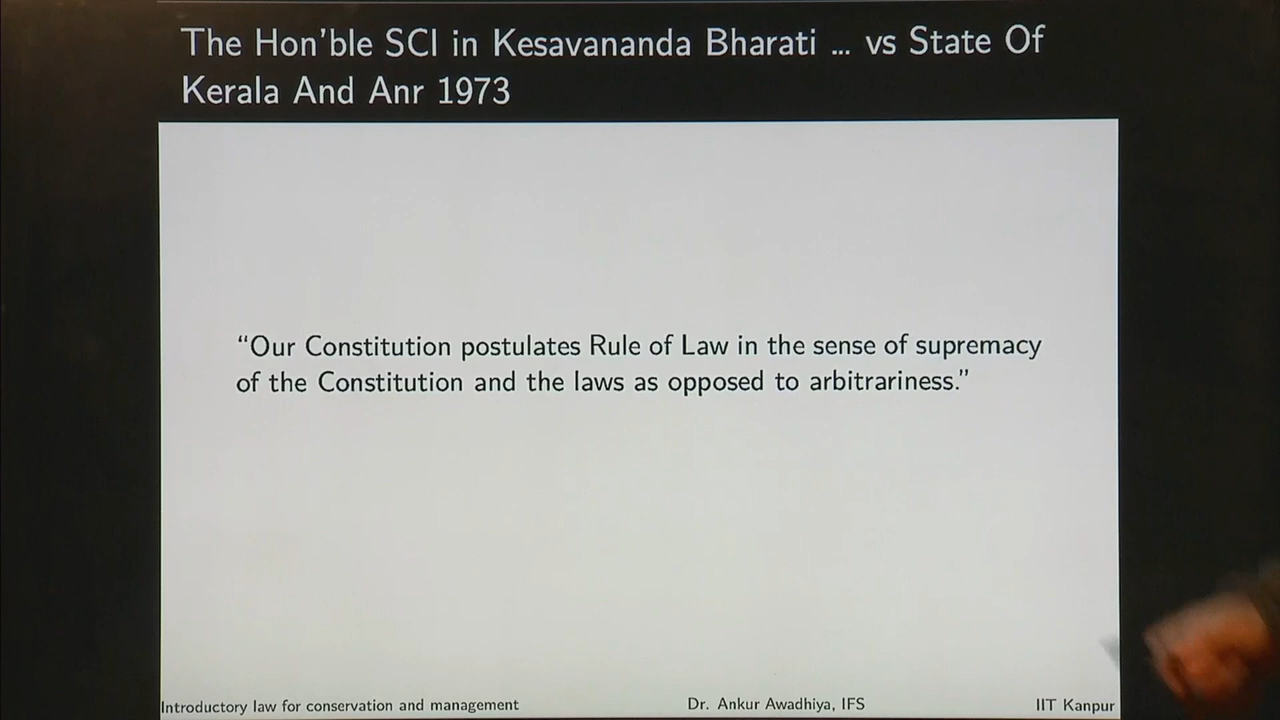 The Hon'ble SCI in Kesavananda Bharati ... vs State Of
Kerala And Anr 1973
“Our Constitution postulates Rule of Law in the sense of supremacy
of the Constitution and the laws as opposed to arbitrariness.”
Introductory law for conservation and management Dr. Ankur Awadhiya, IFS IIT Kanpur